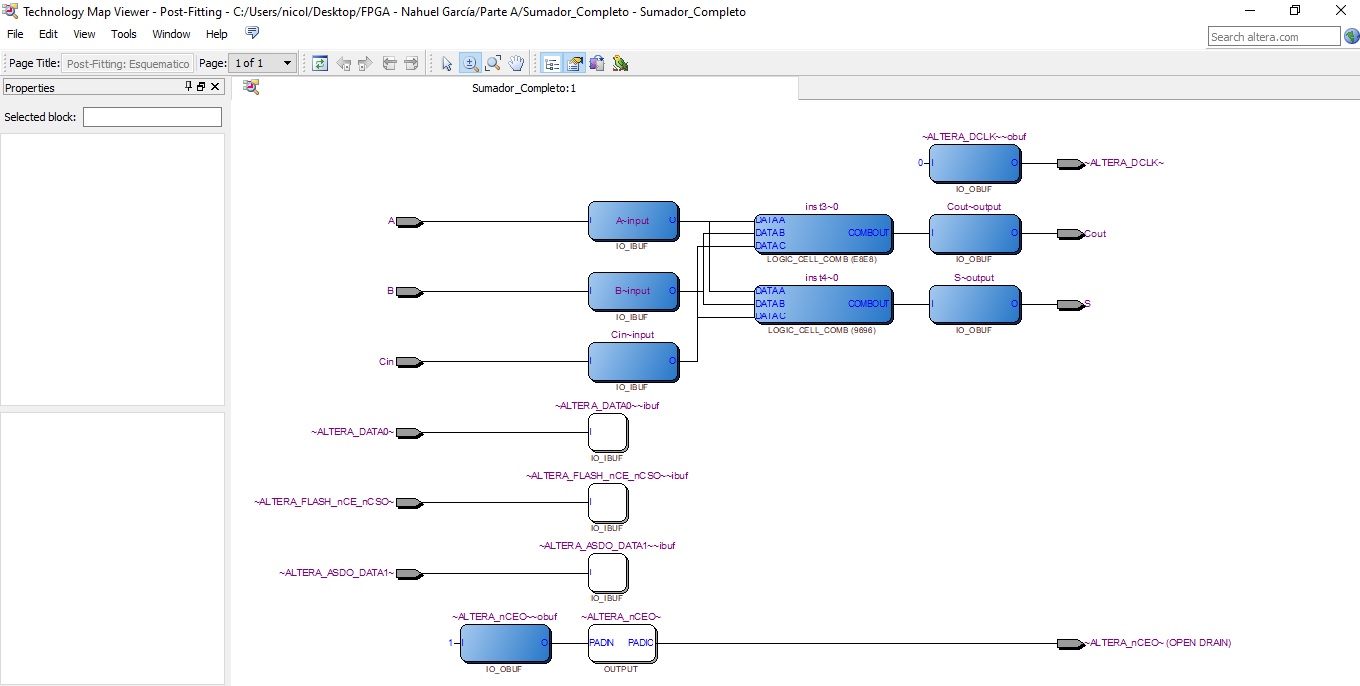 Technology Map Viewer - Post-Fitting - C:/Users/nicol/Desktop/FPGA - Nahuel García/Parte A/Sumador_Completo - Sumador_Completo
File Edit View Tools Window Help
Search altera.com
Page Title: Post-Fitting: Esquematico Page: 1 of 1
Properties
Sumador_Completo:1
Selected block:
~ALTERA_DCLK~~obuf
0 I O ~ALTERA_DCLK~
IO_OBUF
inst3~0 Cout~output
A I A~input O DATAA
DATAB COMBOUT I O Cout
DATAC
IO_IBUF LOGIC_CELL_COMB (E8E8) IO_OBUF
inst4~0 S~output
B I B~input O DATAA
DATAB COMBOUT I O S
DATAC
IO_IBUF LOGIC_CELL_COMB (9696) IO_OBUF
Cin~input
Cin I O
IO_IBUF
~ALTERA_DATA0~~ibuf
~ALTERA_DATA0~ I
IO_IBUF
~ALTERA_FLASH_nCE_nCSO~~ibuf
~ALTERA_FLASH_nCE_nCSO~ I
IO_IBUF
~ALTERA_ASDO_DATA1~~ibuf
~ALTERA_ASDO_DATA1~ I
IO_IBUF
~ALTERA_nCEO~~obuf ~ALTERA_nCEO~
1 I O PADIN PADIO ~ALTERA_nCEO~ (OPEN DRAIN)
IO_OBUF OUTPUT